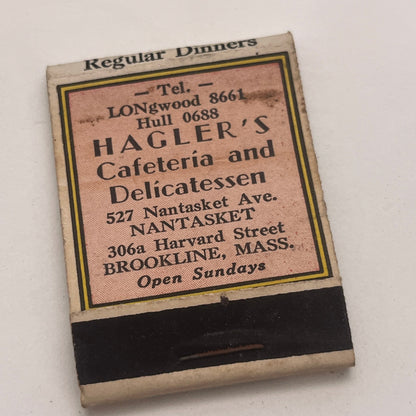 Regular Dinners
— Tel. —
LONgwood 8661
Hull 0688
HAGLER'S
Cafeteria and
Delicatessen
527 Nantasket Ave.
NANTASKET
306a Harvard Street
BROOKLINE, MASS.
Open Sundays